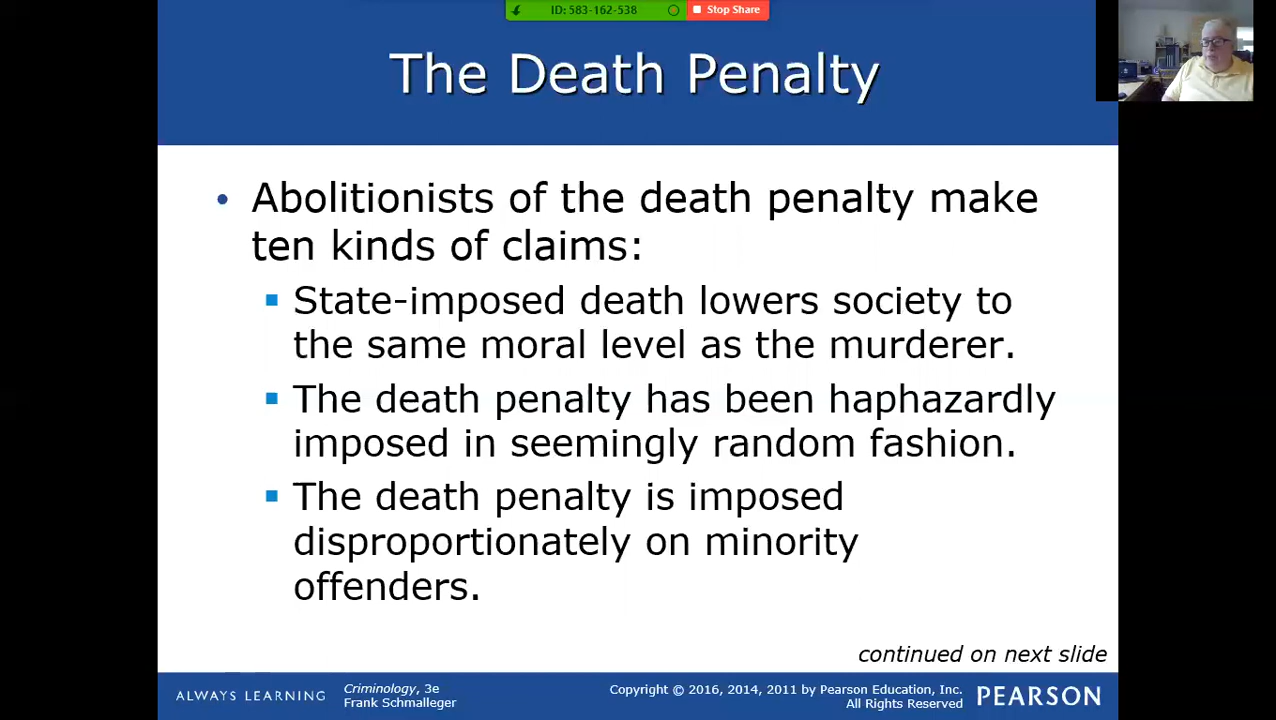 ID: 583-162-538
Stop Share
The Death Penalty
• Abolitionists of the death penalty make
ten kinds of claims:
▪ State-imposed death lowers society to
the same moral level as the murderer.
▪ The death penalty has been haphazardly
imposed in seemingly random fashion.
▪ The death penalty is imposed
disproportionately on minority
offenders.
continued on next slide
ALWAYS LEARNING
Criminology, 3e
Frank Schmalleger
Copyright © 2016, 2014, 2011 by Pearson Education, Inc.
All Rights Reserved
PEARSON